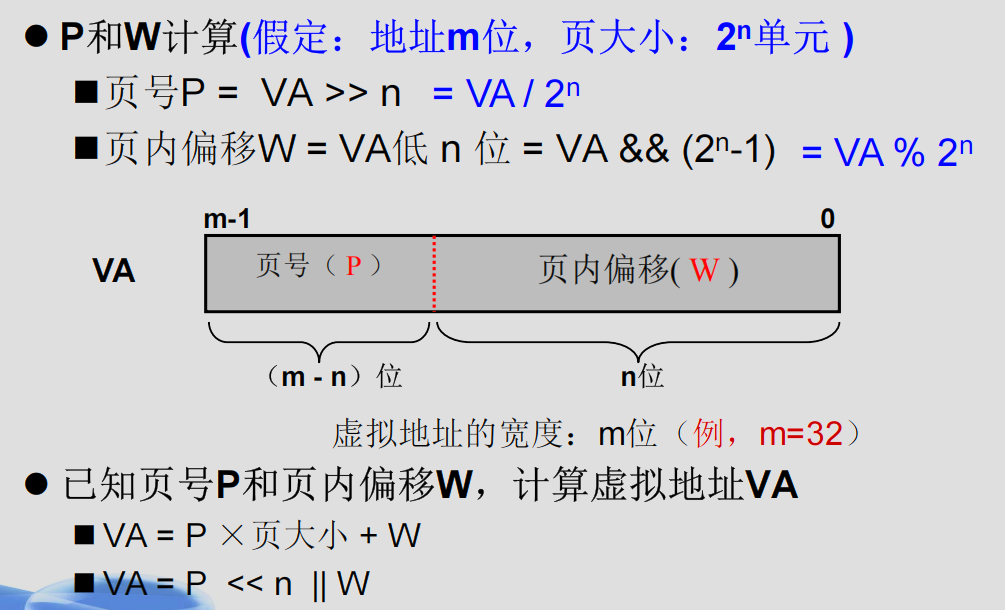 ● P和W计算(假定：地址m位，页大小：2ⁿ单元 )
■页号P = VA >> n = VA / 2ⁿ
■页内偏移W = VA低 n 位 = VA && (2ⁿ-1) = VA % 2ⁿ
m-1 0
VA 页号（ P ） 页内偏移( W )
（m - n）位 n位
虚拟地址的宽度：m位（例，m=32）
● 已知页号P和页内偏移W，计算虚拟地址VA
■ VA = P ×页大小 + W
■ VA = P << n || W